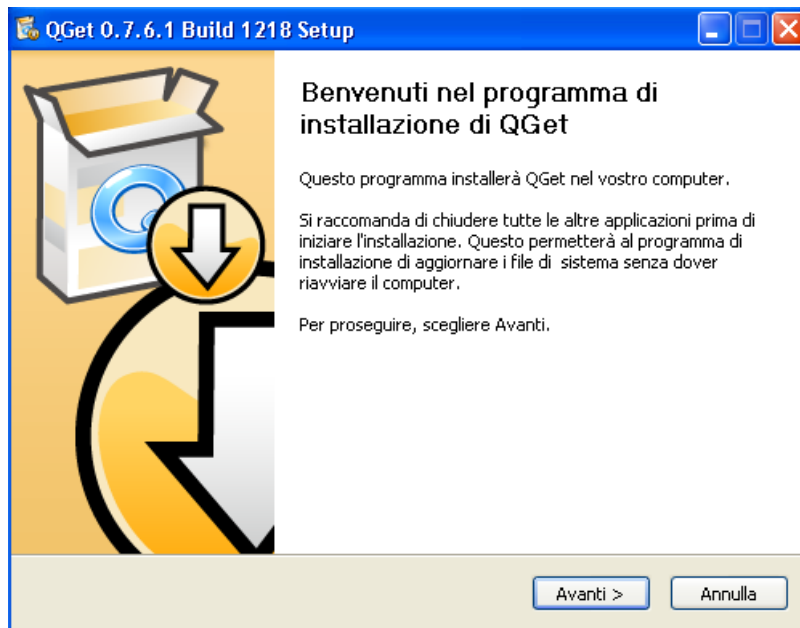 QGet 0.7.6.1 Build 1218 Setup
Benvenuti nel programma di
installazione di QGet
Questo programma installerà QGet nel vostro computer.
Si raccomanda di chiudere tutte le altre applicazioni prima di
iniziare l'installazione. Questo permetterà al programma di
installazione di aggiornare i file di sistema senza dover
riavviare il computer.
Per proseguire, scegliere Avanti.
Avanti >
Annulla